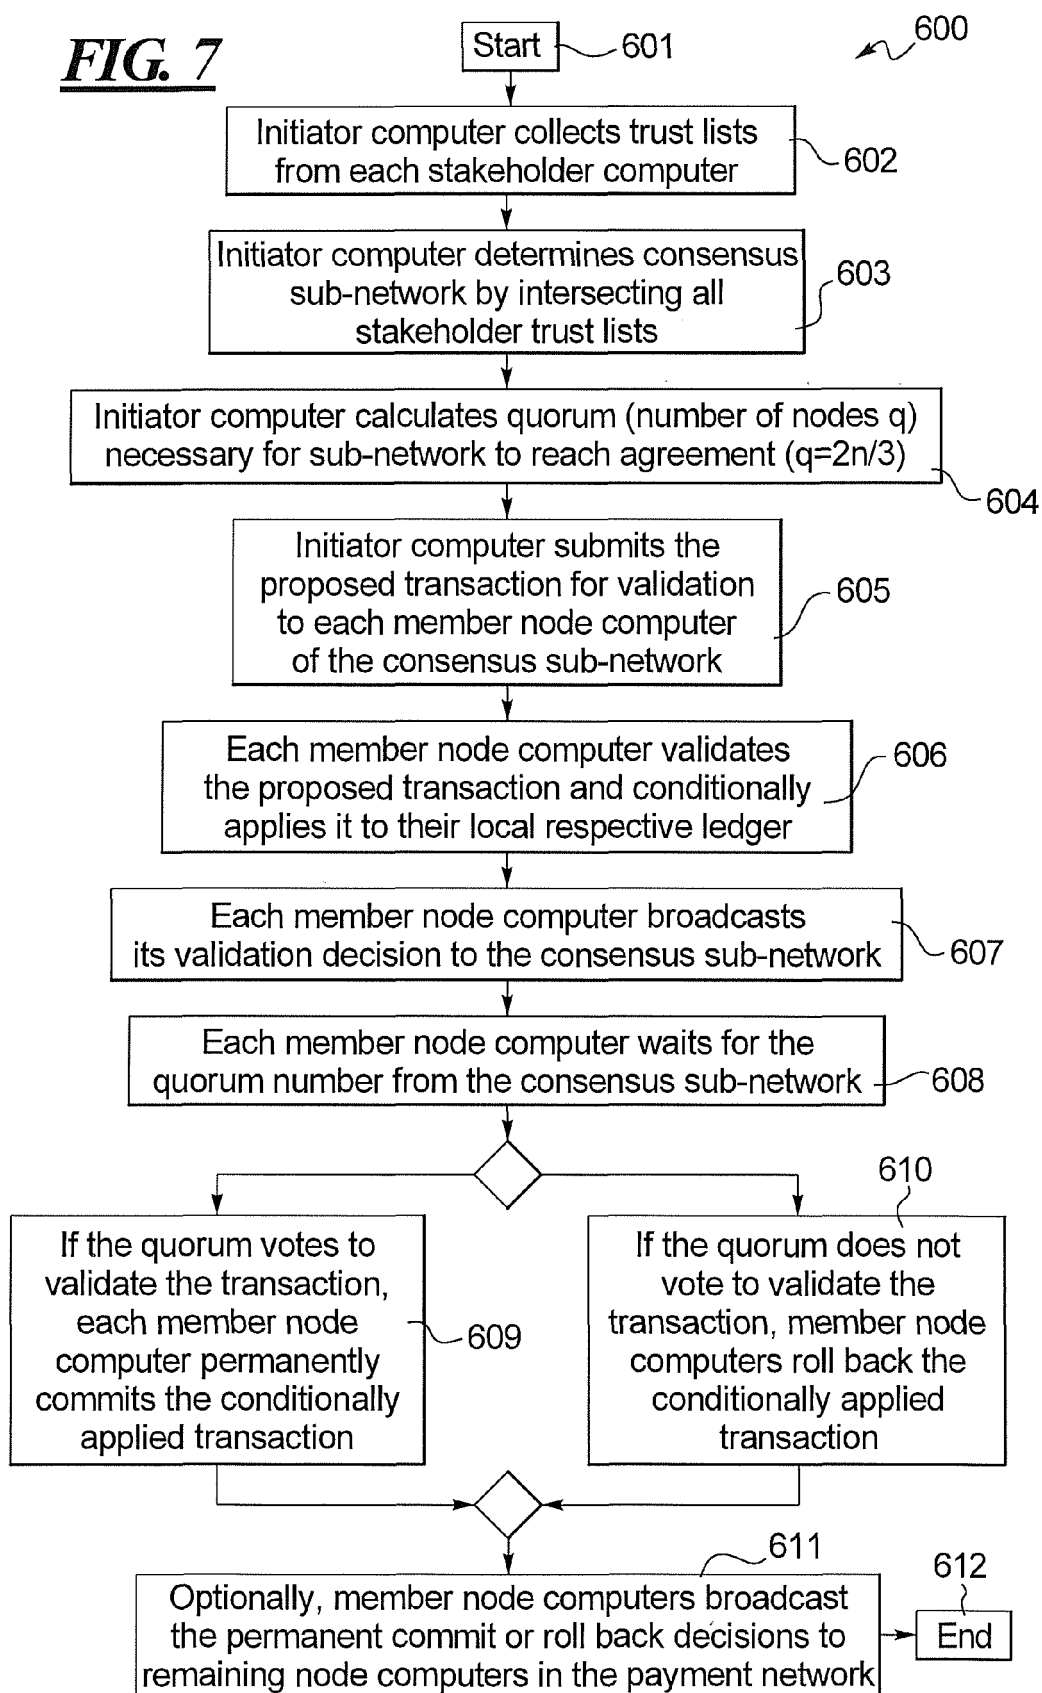 FIG. 7
Start
601
600
Initiator computer collects trust lists
from each stakeholder computer
602
Initiator computer determines consensus
sub-network by intersecting all
stakeholder trust lists
603
Initiator computer calculates quorum (number of nodes q)
necessary for sub-network to reach agreement (q=2n/3)
604
Initiator computer submits the
proposed transaction for validation
to each member node computer
of the consensus sub-network
605
Each member node computer validates
the proposed transaction and conditionally
applies it to their local respective ledger
606
Each member node computer broadcasts
its validation decision to the consensus sub-network
607
Each member node computer waits for the
quorum number from the consensus sub-network
608
If the quorum votes to
validate the transaction,
each member node
computer permanently
commits the conditionally
applied transaction
609
610
If the quorum does not
vote to validate the
transaction, member node
computers roll back the
conditionally applied
transaction
611
Optionally, member node computers broadcast
the permanent commit or roll back decisions to
remaining node computers in the payment network
612
End